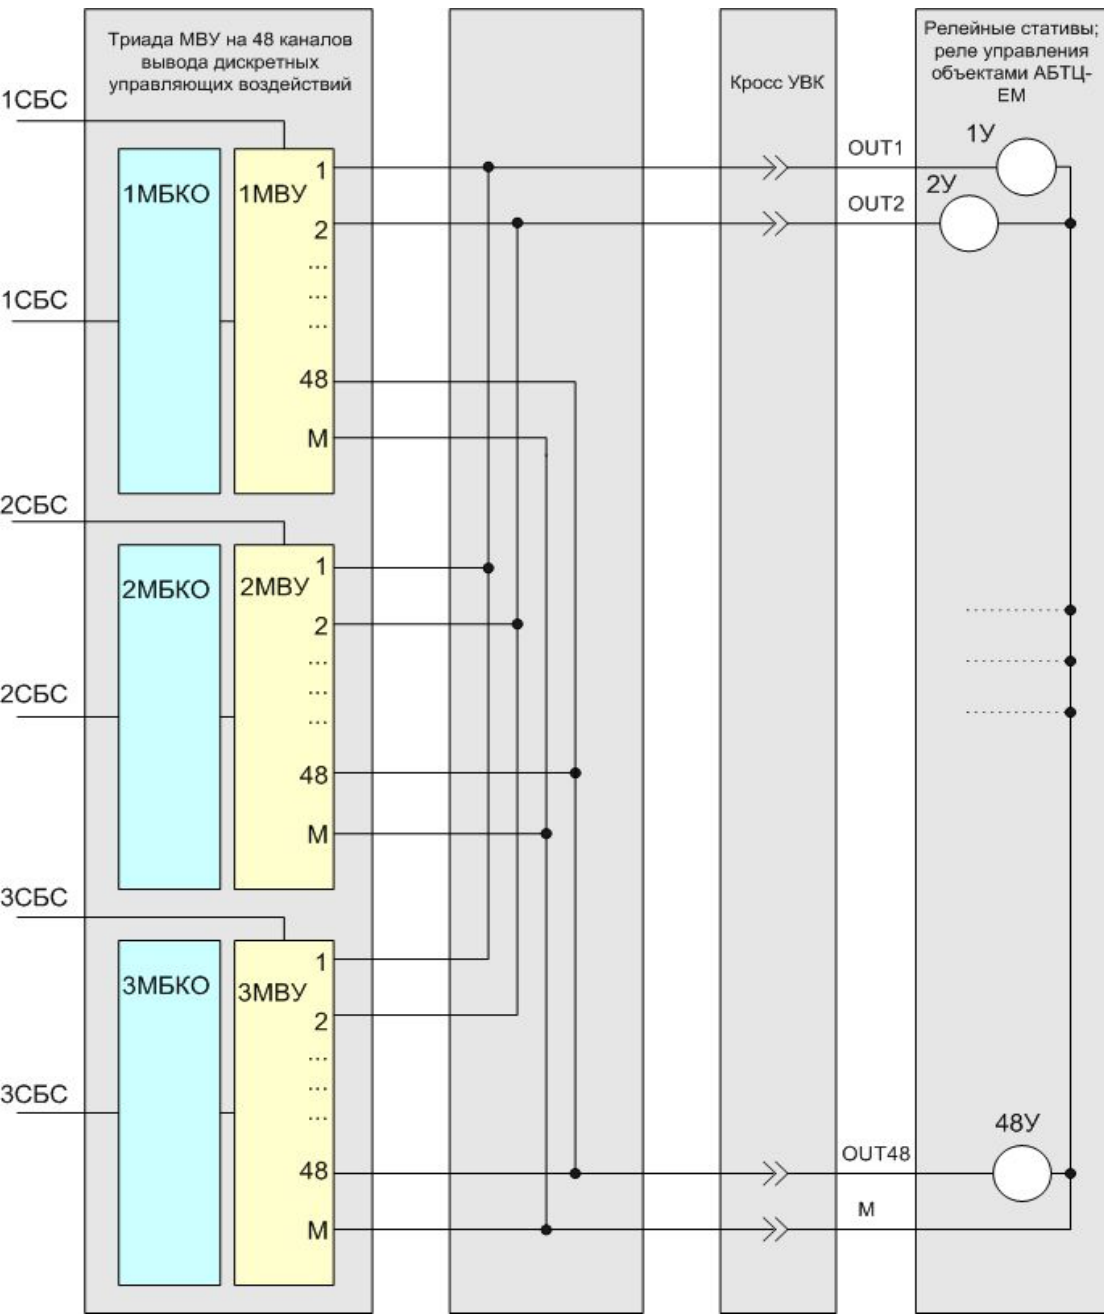 Триада МВУ на 48 каналов
вывода дискретных
управляющих воздействий
Кросс УВК
Релейные стативы;
реле управления
объектами АБТЦ-
ЕМ
1СБС
1МБКО
1МВУ
1
2
...
...
...
48
М
1СБС
OUT1
OUT2
1У
2У
2СБС
2МБКО
2МВУ
1
2
...
...
...
48
М
2СБС
3СБС
3МБКО
3МВУ
1
2
...
...
...
48
М
3СБС
OUT48
М
48У